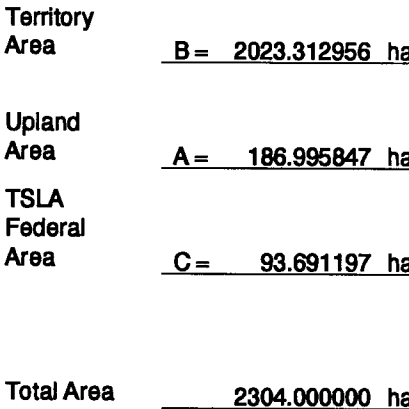 Territory
Area B = 2023.312956 ha
Upland
Area A = 186.995847 ha
TSLA
Federal
Area C = 93.691197 ha
Total Area 2304.000000 ha